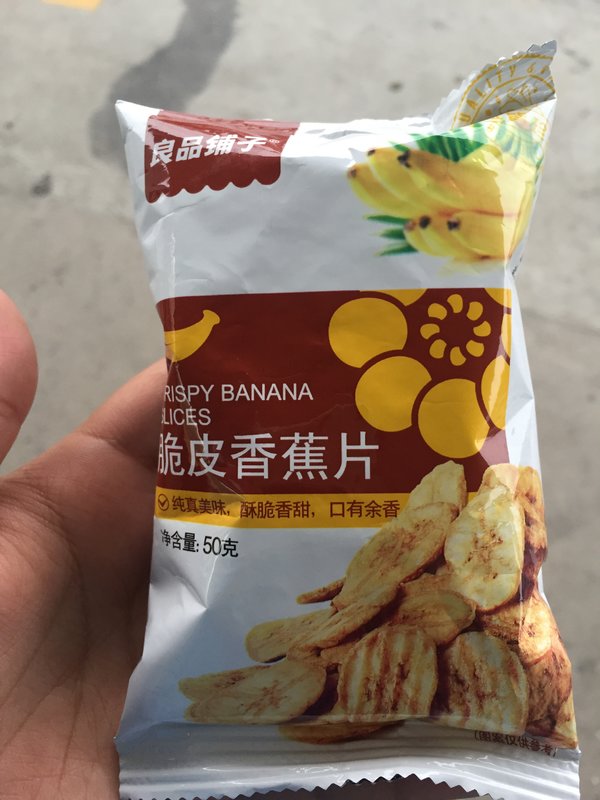 良品铺子®
QUALITY
RISPY BANANA
LICES
脆皮香蕉片
纯真美味,酥脆香甜,口有余香
净含量:50克
(图案仅供参考)